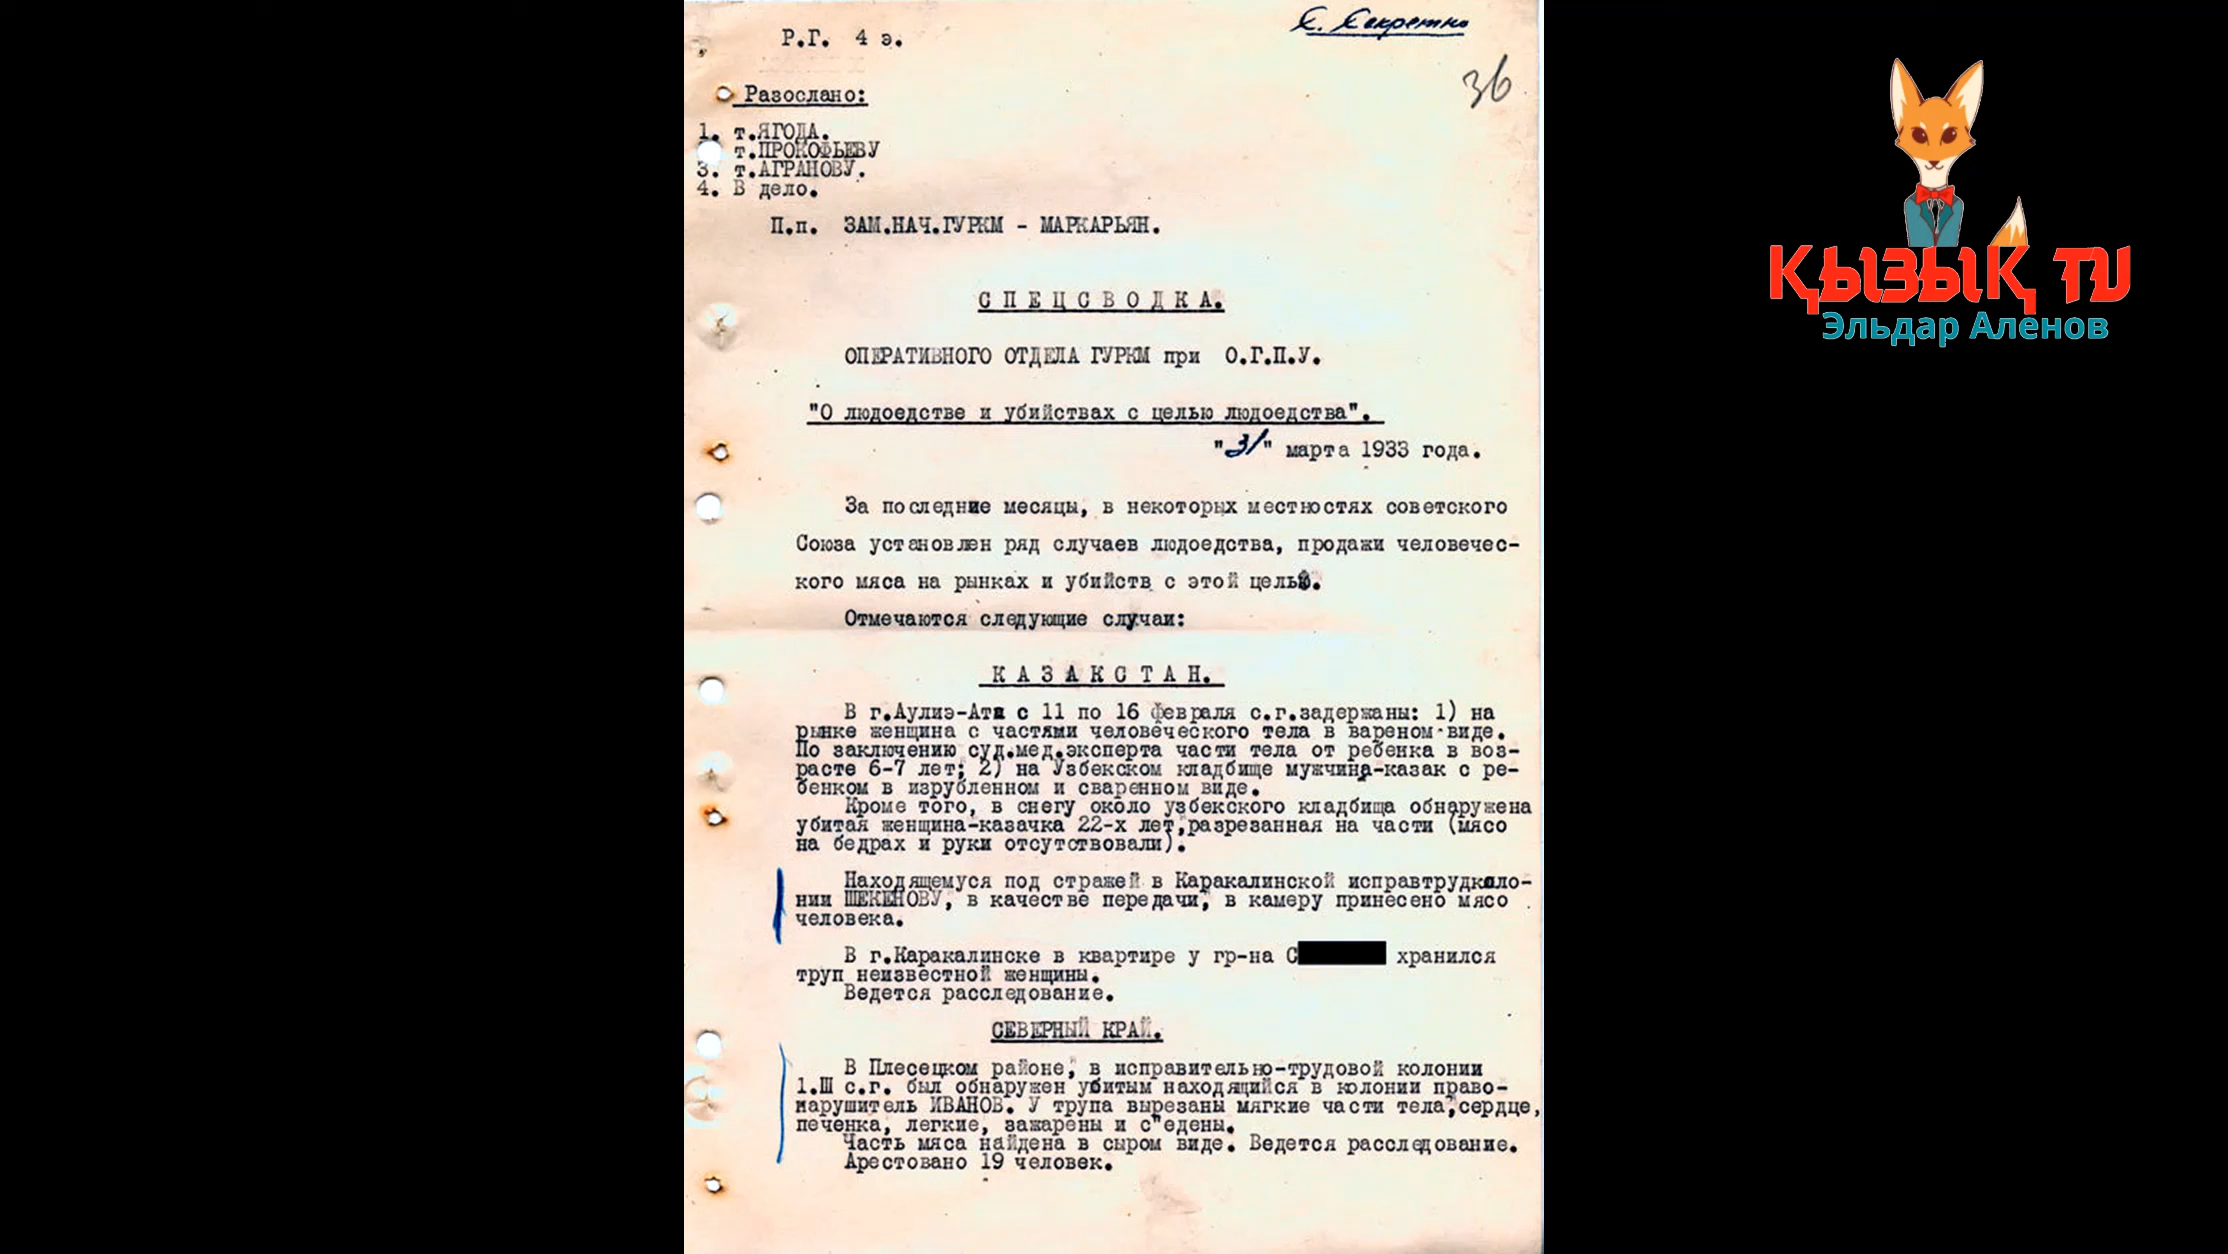 С. Секретно
Р.Г. 4 э.
36
Разослано:
1. т.ЯГОДА.
т.ПРОКОФЬЕВУ
3. т.АГРАНОВУ.
4. В дело.
П.п. ЗАМ.НАЧ.ГУРКМ - МАРКАРЬЯН.
СПЕЦСВОДКА.
ОПЕРАТИВНОГО ОТДЕЛА ГУРКМ при О.Г.П.У.
"О людоедстве и убийствах с целью людоедства".
"31" марта 1933 года.
За последние месяцы, в некоторых местностях советского
Союза установлен ряд случаев людоедства, продажи человечес-
кого мяса на рынках и убийств с этой целью.
Отмечаются следующие случаи:
КАЗАКСТАН.
В г.Аулиэ-Ата с 11 по 16 февраля с.г.задержаны: 1) на
рынке женщина с частями человеческого тела в вареном виде.
По заключению суд.мед.эксперта части тела от ребенка в воз-
расте 6-7 лет; 2) на Узбекском кладбище мужчина-казак с ре-
бенком в изрубленном и сваренном виде.
Кроме того, в снегу около узбекского кладбища обнаружена
убитая женщина-казачка 22-х лет,разрезанная на части (мясо
на бедрах и руки отсутствовали).
Находящемуся под стражей в Каракалинской исправтрудколо-
нии ШЕКЕНОВУ, в качестве передачи, в камеру принесено мясо
человека.
В г.Каракалинске в квартире у гр-на С хранился
труп неизвестной женщины.
Ведется расследование.
СЕВЕРНЫЙ КРАЙ.
В Плесецком районе, в исправительно-трудовой колонии
1.III с.г. был обнаружен убитым находящийся в колонии право-
нарушитель ИВАНОВ. У трупа вырезаны мягкие части тела,сердце,
печенка, легкие, зажарены и с"едены.
Часть мяса найдена в сыром виде. Ведется расследование.
Арестовано 19 человек.
ҚЫЗЫҚ TV
Эльдар Аленов